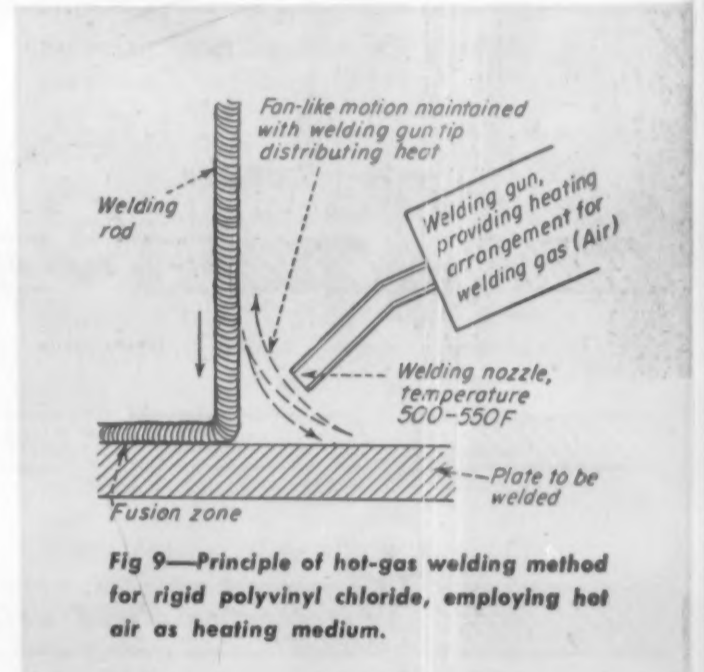 Fan-like motion maintained
with welding gun tip
distributing heat
Welding
rod
Welding gun,
providing heating
arrangement for
welding gas (Air)
Welding nozzle,
temperature
500-550F
Plate to be
welded
Fusion zone
Fig 9—Principle of hot-gas welding method
for rigid polyvinyl chloride, employing hot
air as heating medium.